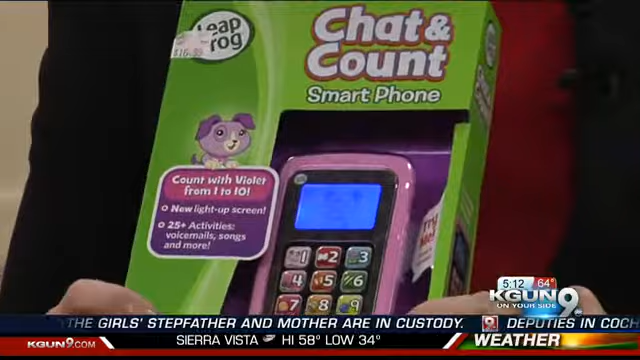 Leap
Frog
Chat &
Count
Smart Phone
Count with Violet
from 1 to 10!
New light-up screen!
25+ Activities:
voicemails, songs
and more!
1 2 3
4 5 6
7 8 9
5:12 64°
KGUN9
ON YOUR SIDE
THE GIRLS' STEPFATHER AND MOTHER ARE IN CUSTODY. 9 DEPUTIES IN COCH
KGUN9.COM SIERRA VISTA HI 58° LOW 34° WEATHER